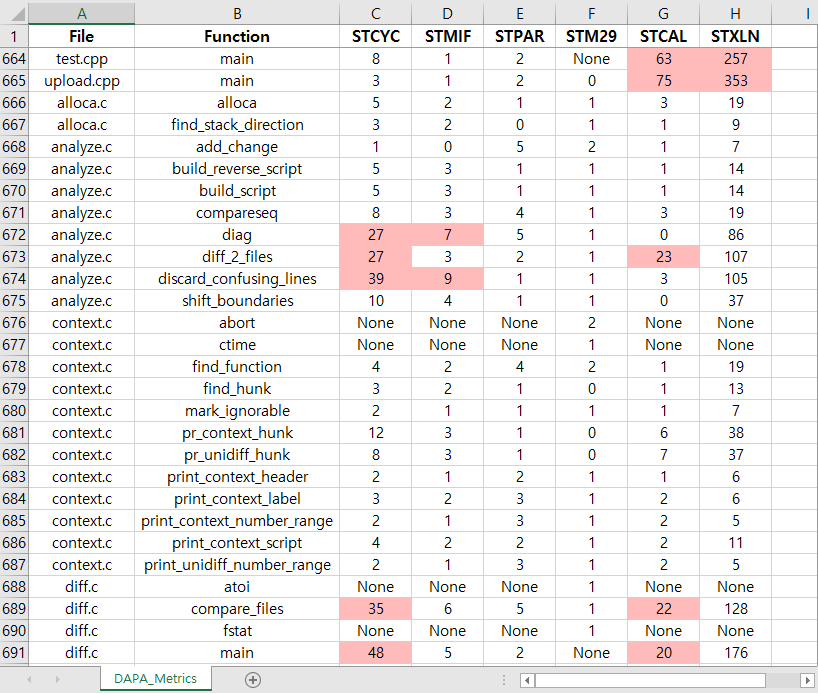 A B C D E F G H I
1 File Function STCYC STMIF STPAR STM29 STCAL STXLN
664 test.cpp main 8 1 2 None 63 257
665 upload.cpp main 3 1 2 0 75 353
666 alloca.c alloca 5 2 1 1 3 19
667 alloca.c find_stack_direction 3 2 0 1 1 9
668 analyze.c add_change 1 0 5 2 1 7
669 analyze.c build_reverse_script 5 3 1 1 1 14
670 analyze.c build_script 5 3 1 1 1 14
671 analyze.c compareseq 8 3 4 1 3 19
672 analyze.c diag 27 7 5 1 0 86
673 analyze.c diff_2_files 27 3 2 1 23 107
674 analyze.c discard_confusing_lines 39 9 1 1 3 105
675 analyze.c shift_boundaries 10 4 1 1 0 37
676 context.c abort None None None 2 None None
677 context.c ctime None None None 1 None None
678 context.c find_function 4 2 4 2 1 19
679 context.c find_hunk 3 2 1 0 1 13
680 context.c mark_ignorable 2 1 1 1 1 7
681 context.c pr_context_hunk 12 3 1 0 6 38
682 context.c pr_unidiff_hunk 8 3 1 0 7 37
683 context.c print_context_header 2 1 2 1 1 6
684 context.c print_context_label 3 2 3 1 2 6
685 context.c print_context_number_range 2 1 3 1 2 5
686 context.c print_context_script 4 2 2 1 2 11
687 context.c print_unidiff_number_range 2 1 3 1 2 5
688 diff.c atoi None None None 1 None None
689 diff.c compare_files 35 6 5 1 22 128
690 diff.c fstat None None None 1 None None
691 diff.c main 48 5 2 None 20 176
DAPA_Metrics